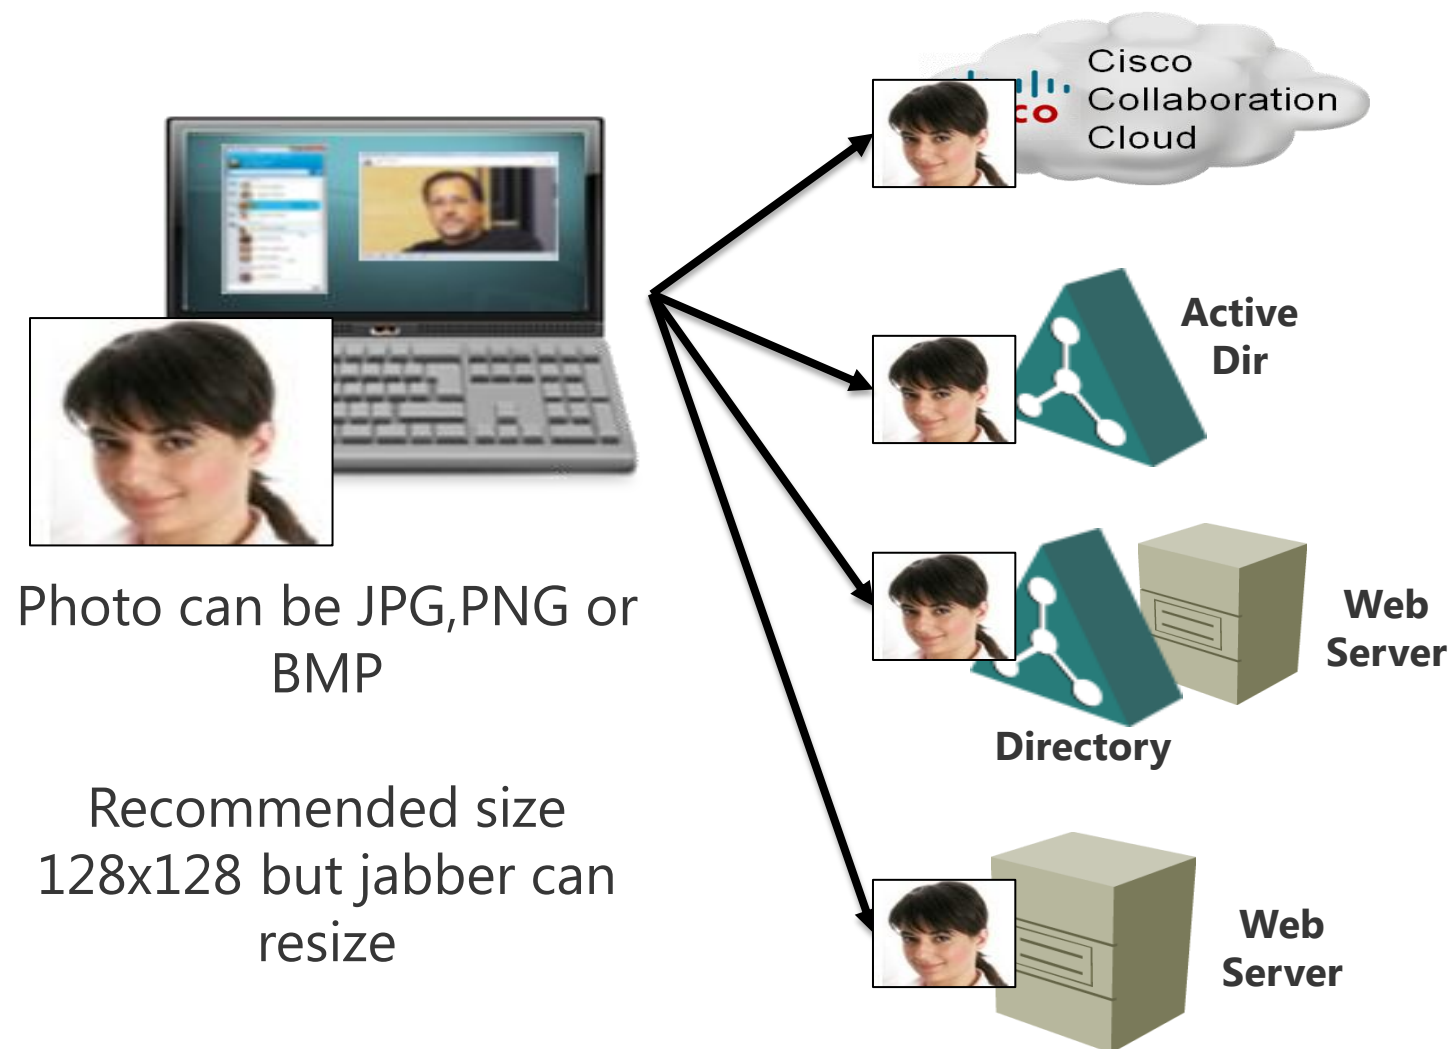 Cisco
Collaboration
Cloud
co
Active
Dir
Web
Server
Directory
Photo can be JPG,PNG or
BMP
Recommended size
128x128 but jabber can
resize
Web
Server